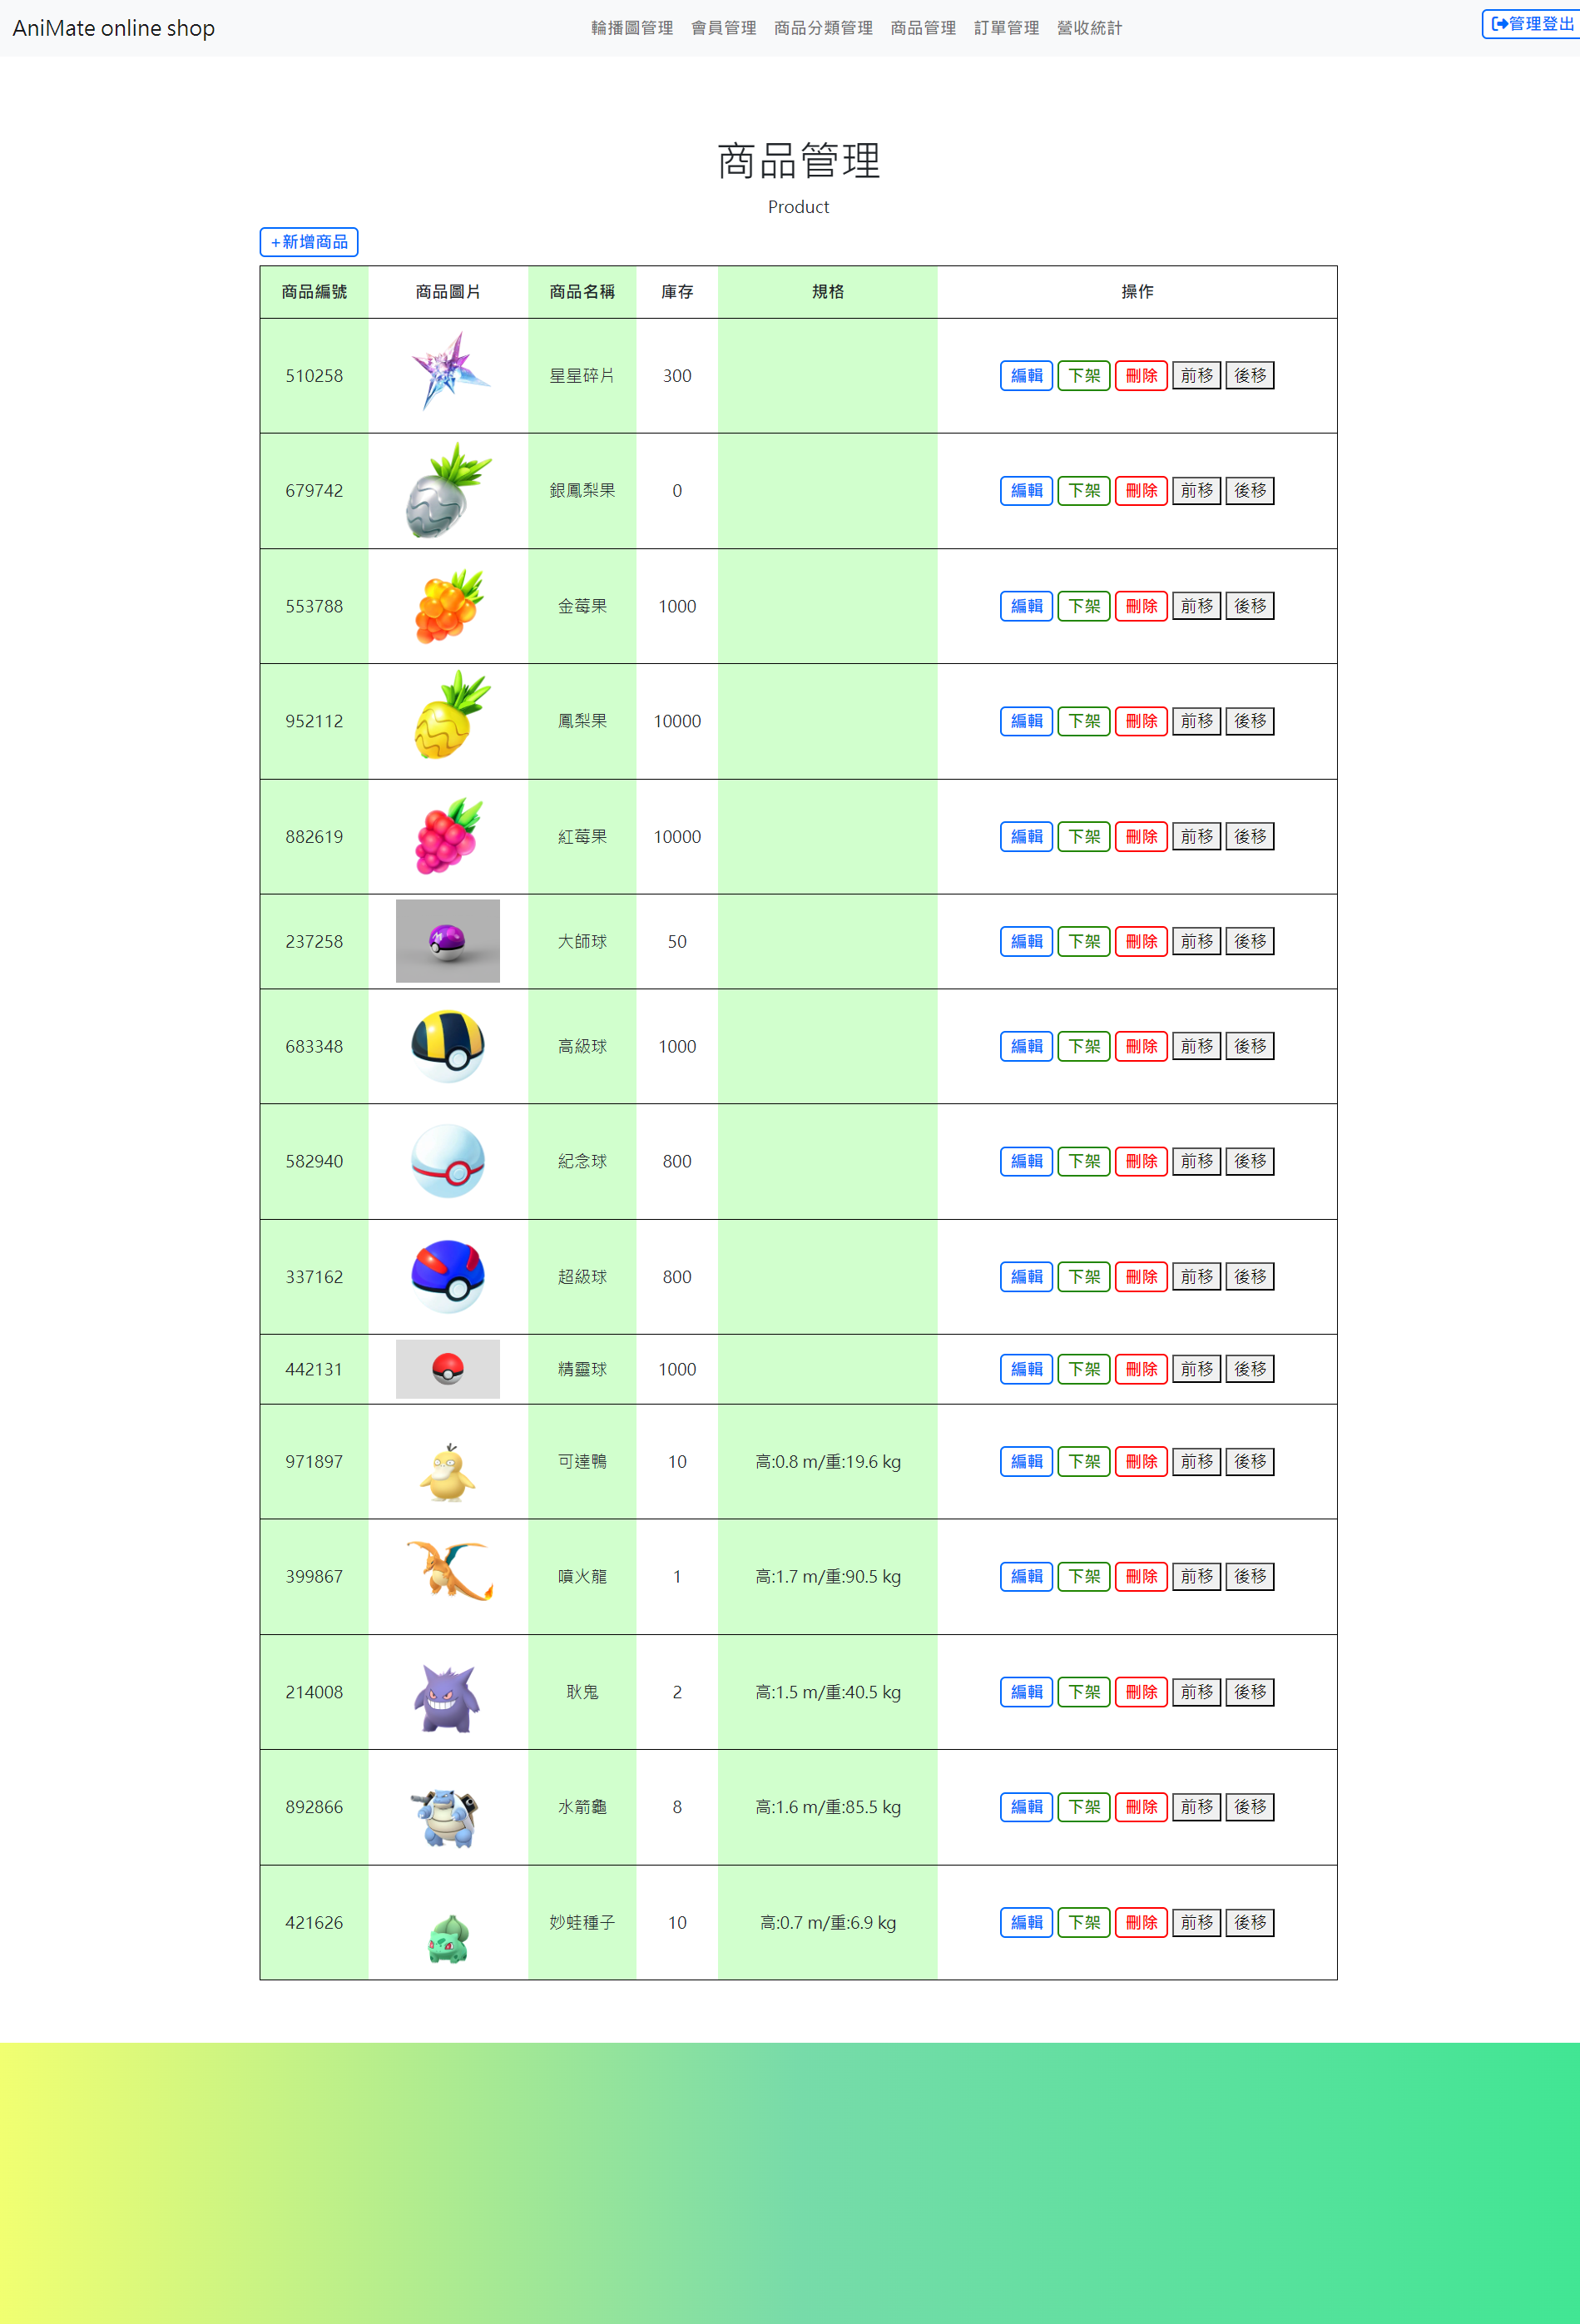 AniMate online shop 輪播圖管理 會員管理 商品分類管理 商品管理 訂單管理 營收統計 管理登出
商品管理
Product
+新增商品
商品編號 商品圖片 商品名稱 庫存 規格 操作
510258 星星碎片 300 編輯 下架 刪除 前移 後移
679742 銀鳳梨果 0 編輯 下架 刪除 前移 後移
553788 金莓果 1000 編輯 下架 刪除 前移 後移
952112 鳳梨果 10000 編輯 下架 刪除 前移 後移
882619 紅莓果 10000 編輯 下架 刪除 前移 後移
237258 大師球 50 編輯 下架 刪除 前移 後移
683348 高級球 1000 編輯 下架 刪除 前移 後移
582940 紀念球 800 編輯 下架 刪除 前移 後移
337162 超級球 800 編輯 下架 刪除 前移 後移
442131 精靈球 1000 編輯 下架 刪除 前移 後移
971897 可達鴨 10 高:0.8 m/重:19.6 kg 編輯 下架 刪除 前移 後移
399867 噴火龍 1 高:1.7 m/重:90.5 kg 編輯 下架 刪除 前移 後移
214008 耿鬼 2 高:1.5 m/重:40.5 kg 編輯 下架 刪除 前移 後移
892866 水箭龜 8 高:1.6 m/重:85.5 kg 編輯 下架 刪除 前移 後移
421626 妙蛙種子 10 高:0.7 m/重:6.9 kg 編輯 下架 刪除 前移 後移